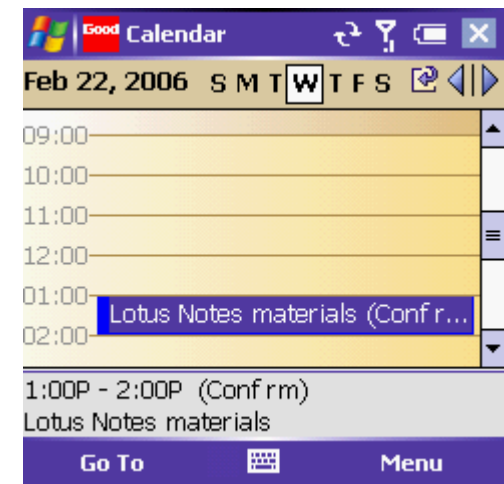 Good Calendar
Feb 22, 2006 S M T W T F S
09:00
10:00
11:00
12:00
01:00
Lotus Notes materials (Conf r...
02:00
1:00P - 2:00P (Conf rm)
Lotus Notes materials
Go To Menu